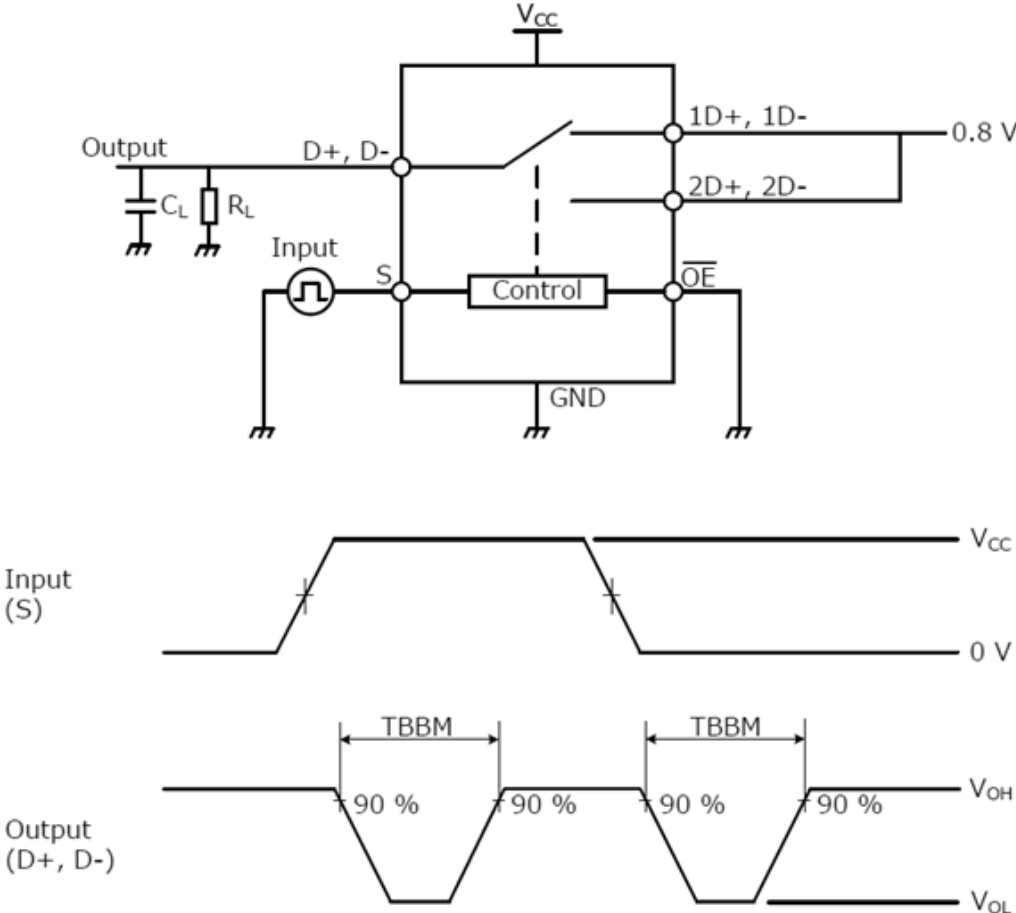 VCC
1D+, 1D-
0.8 V
Output
D+, D-
CL
RL
2D+, 2D-
Input
S
Control
OE
GND
VCC
Input
(S)
0 V
TBBM
TBBM
VOH
90 %
90 %
90 %
90 %
Output
(D+, D-)
VOL